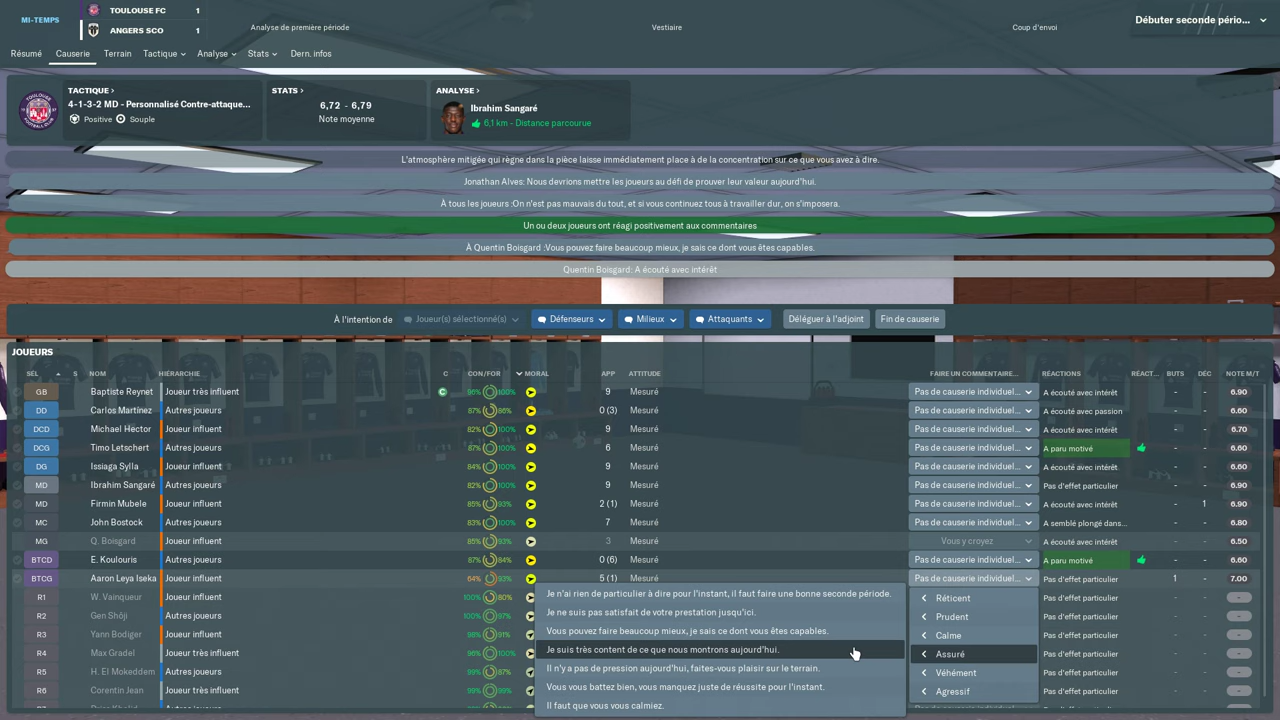 MI-TEMPS
TOULOUSE FC 1
ANGERS SCO 1
Analyse de première période
Vestiaire
Coup d'envoi
Débuter seconde pério...
Résumé Causerie Terrain Tactique Analyse Stats Dern. infos
TACTIQUE >
4-1-3-2 MD - Personnalisé Contre-attaque...
Positive Souple
STATS >
6,72 - 6,79
Note moyenne
ANALYSE >
Ibrahim Sangaré
6,1 km - Distance parcourue
L'atmosphère mitigée qui règne dans la pièce laisse immédiatement place à de la concentration sur ce que vous avez à dire.
Jonathan Alves: Nous devrions mettre les joueurs au défi de prouver leur valeur aujourd'hui.
À tous les joueurs :On n'est pas mauvais du tout, et si vous continuez tous à travailler dur, on s'imposera.
Un ou deux joueurs ont réagi positivement aux commentaires
À Quentin Boisgard :Vous pouvez faire beaucoup mieux, je sais ce dont vous êtes capables.
Quentin Boisgard: A écouté avec intérêt
À l'intention de Joueur(s) sélectionné(s) Défenseurs Milieux Attaquants Déléguer à l'adjoint Fin de causerie
JOUEURS
SÉL S NOM HIÉRARCHIE C CON/FOR MORAL APP ATTITUDE FAIRE UN COMMENTAIRE... RÉACTIONS RÉACT... BUTS DÉC NOTE M/T
GB Baptiste Reynet Joueur très influent C 96% 100% 9 Mesuré Pas de causerie individuel... A écouté avec intérêt - - 6.90
DD Carlos Martínez Autres joueurs 87% 86% 0 (3) Mesuré Pas de causerie individuel... A écouté avec passion - - 6.60
DCD Michael Hector Joueur influent 82% 100% 9 Mesuré Pas de causerie individuel... A écouté avec intérêt - - 6.70
DCG Timo Letschert Autres joueurs 87% 100% 6 Mesuré Pas de causerie individuel... A paru motivé - - 6.60
DG Issiaga Sylla Joueur influent 84% 100% 9 Mesuré Pas de causerie individuel... A écouté avec intérêt - - 6.60
MD Ibrahim Sangaré Autres joueurs 82% 100% 9 Mesuré Pas de causerie individuel... Pas d'effet particulier - - 6.90
MD Firmin Mubele Joueur influent 85% 93% 2 (1) Mesuré Pas de causerie individuel... A écouté avec intérêt - 1 6.90
MC John Bostock Autres joueurs 83% 100% 7 Mesuré Pas de causerie individuel... A semblé plongé dans... - - 6.80
MG Q. Boisgard Joueur influent 85% 93% 3 Mesuré Vous y croyez A écouté avec intérêt - - 6.50
BTCD E. Koulouris Autres joueurs 87% 84% 0 (6) Mesuré Pas de causerie individuel... A paru motivé - - 6.60
BTCG Aaron Leya Iseka Joueur influent 64% 93% 5 (1) Mesuré Pas de causerie individuel... Pas d'effet particulier 1 - 7.00
R1 W. Vainqueur Joueur influent 100% 80% Pas d'effet particulier - - -
R2 Gen Shōji Autres joueurs 100% 97% Pas d'effet particulier - - -
R3 Yann Bodiger Joueur influent 98% 91% Pas d'effet particulier - - -
R4 Max Gradel Joueur très influent 96% 100% Pas d'effet particulier - - -
R5 H. El Mokeddem Autres joueurs 99% 87% Pas d'effet particulier - - -
R6 Corentin Jean Joueur très influent 99% 99% Pas d'effet particulier - - -
Je n'ai rien de particulier à dire pour l'instant, il faut faire une bonne seconde période.
Je ne suis pas satisfait de votre prestation jusqu'ici.
Vous pouvez faire beaucoup mieux, je sais ce dont vous êtes capables.
Je suis très content de ce que nous montrons aujourd'hui.
Il n'y a pas de pression aujourd'hui, faites-vous plaisir sur le terrain.
Vous vous battez bien, vous manquez juste de réussite pour l'instant.
Il faut que vous vous calmiez.
Réticent
Prudent
Calme
Assuré
Véhément
Agressif